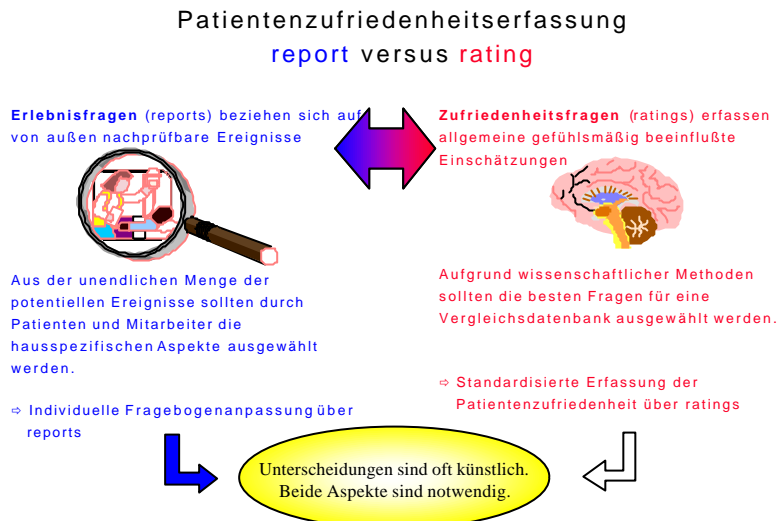 Patientenzufriedenheitserfassung
report versus rating
Erlebnisfragen (reports) beziehen sich auf
von außen nachprüfbare Ereignisse
Aus der unendlichen Menge der
potentiellen Ereignisse sollten durch
Patienten und Mitarbeiter die
hausspezifischen Aspekte ausgewählt
werden.
⇨ Individuelle Fragebogenanpassung über
reports
Zufriedenheitsfragen (ratings) erfassen
allgemeine gefühlsmäßig beeinflußte
Einschätzungen
Aufgrund wissenschaftlicher Methoden
sollten die besten Fragen für eine
Vergleichsdatenbank ausgewählt werden.
⇨ Standardisierte Erfassung der
Patientenzufriedenheit über ratings
Unterscheidungen sind oft künstlich.
Beide Aspekte sind notwendig.